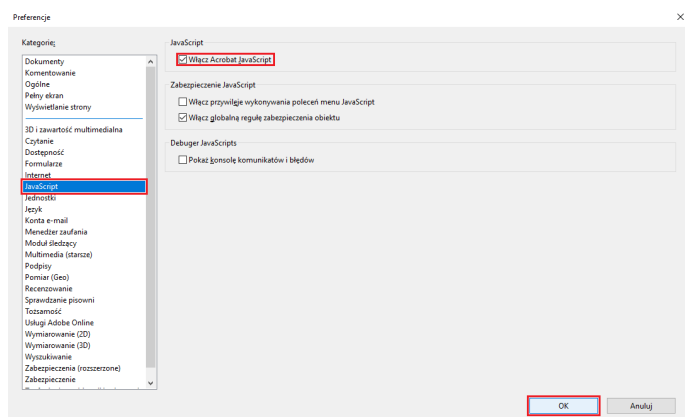 Preferencje
Kategorie:
Dokumenty
Komentowanie
Ogólne
Pełny ekran
Wyświetlanie strony
3D i zawartość multimedialna
Czytanie
Dostępność
Formularze
Internet
JavaScript
Jednostki
Język
Konta e-mail
Menedżer zaufania
Moduł śledzący
Multimedia (starsze)
Podpisy
Pomiar (Geo)
Recenzowanie
Sprawdzanie pisowni
Tożsamość
Usługi Adobe Online
Wymiarowanie (2D)
Wymiarowanie (3D)
Wyszukiwanie
Zabezpieczenia (rozszerzone)
Zabezpieczenie
JavaScript
Włącz Acrobat JavaScript
Zabezpieczenie JavaScript
Włącz przywileje wykonywania poleceń menu JavaScript
Włącz globalną regułę zabezpieczenia obiektu
Debuger JavaScripts
Pokaż konsolę komunikatów i błędów
OK
Anuluj